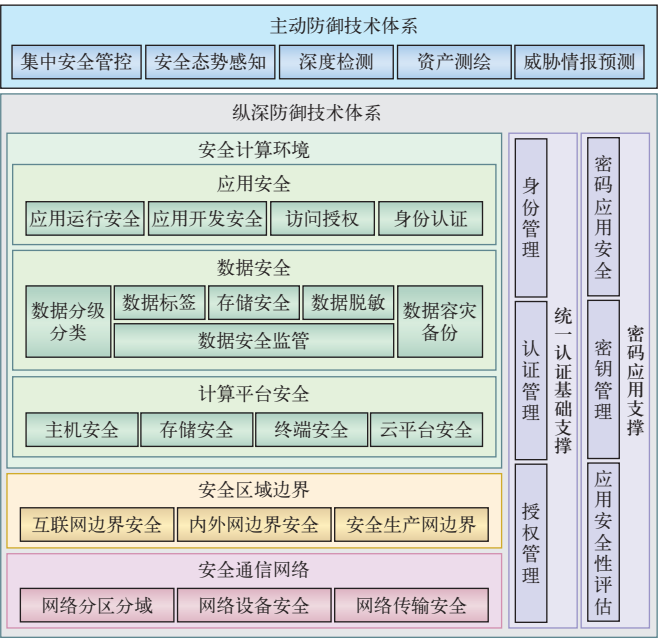 主动防御技术体系
集中安全管控
安全态势感知
深度检测
资产测绘
威胁情报预测
纵深防御技术体系
安全计算环境
应用安全
应用运行安全
应用开发安全
访问授权
身份认证
数据安全
数据分级
分类
数据标签
存储安全
数据脱敏
数据容灾
备份
数据安全监管
计算平台安全
主机安全
存储安全
终端安全
云平台安全
安全区域边界
互联网边界安全
内外网边界安全
安全生产网边界
安全通信网络
网络分区分域
网络设备安全
网络传输安全
身份管理
认证管理
授权管理
统一认证基础支撑
密码应用安全
密钥管理
应用安全性评估
密码应用支撑